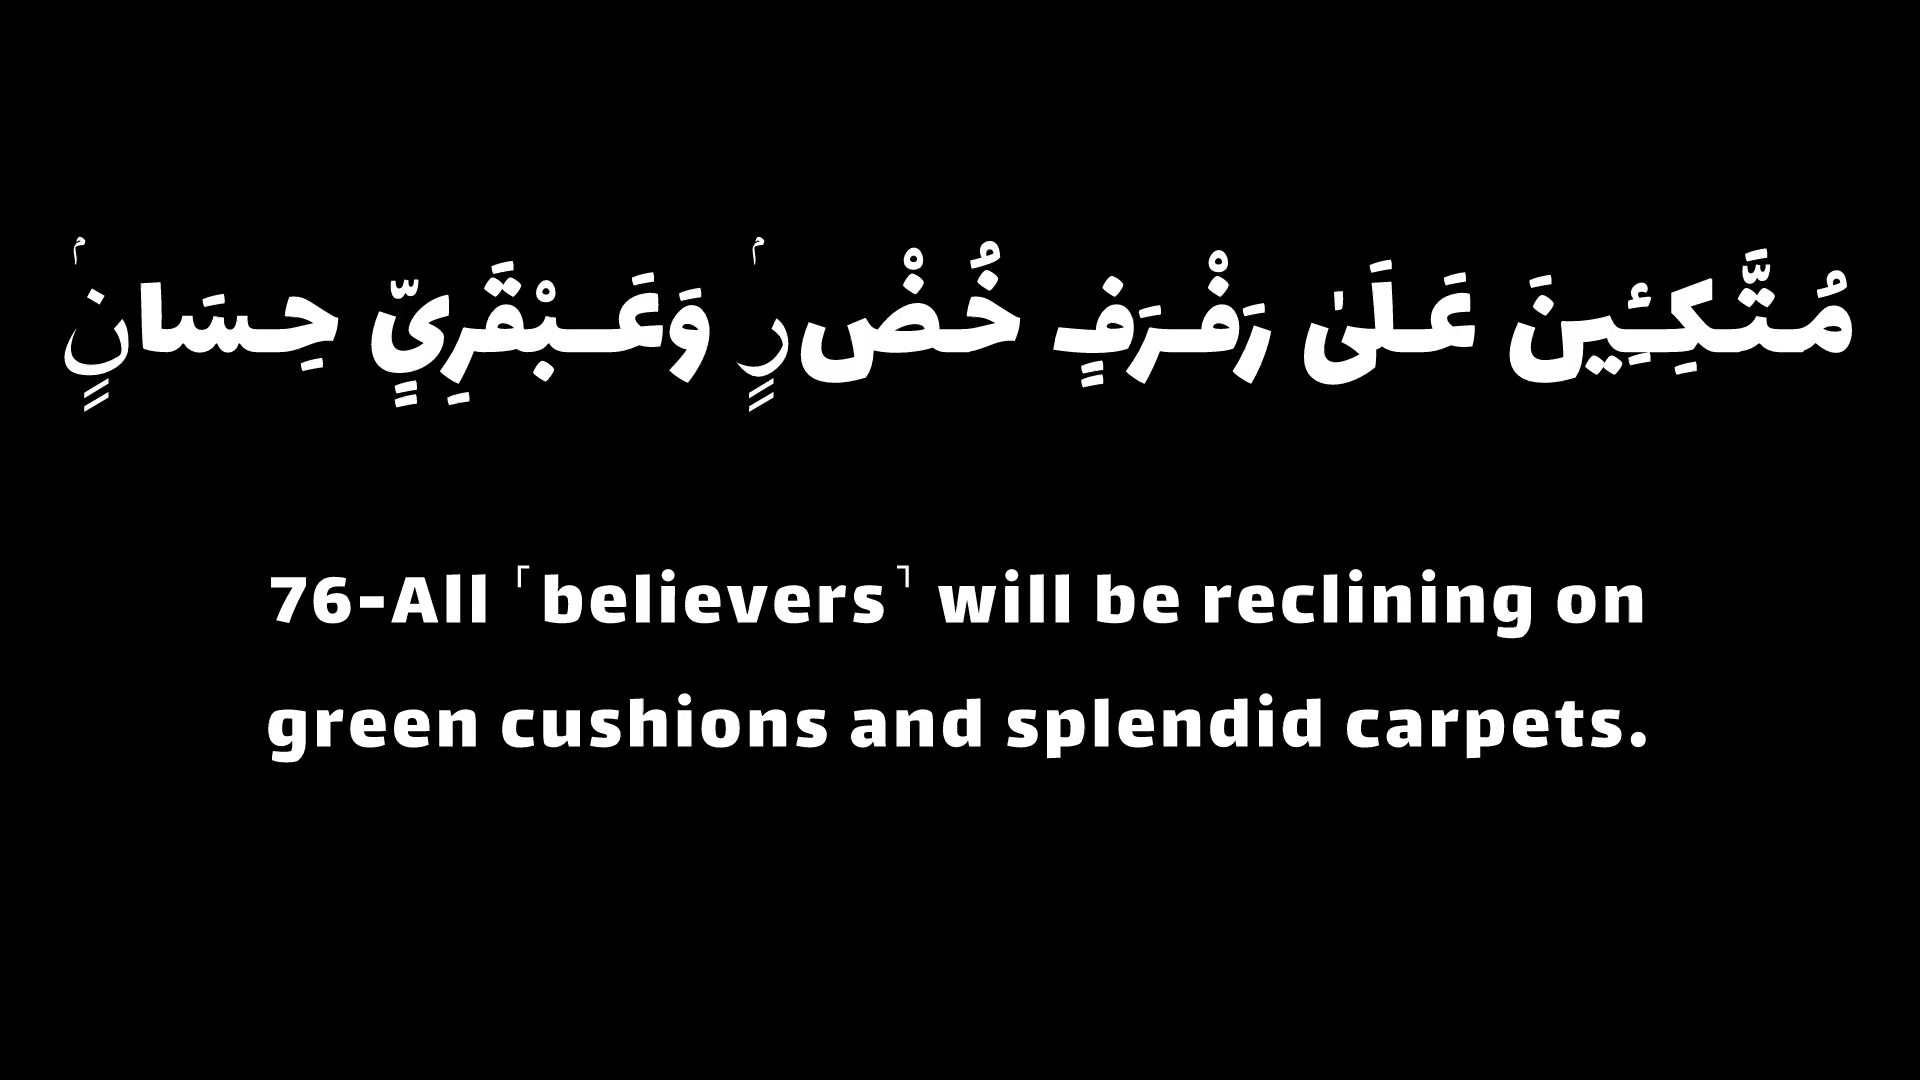 مُتَّكِـِٔينَ عَلَىٰ رَفْرَفٍ خُضْرٍۢ وَعَبْقَرِيٍّ حِسَانٍۢ
76-All ˹believers˺ will be reclining on
green cushions and splendid carpets.